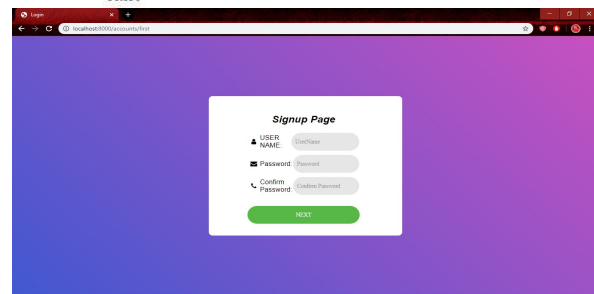 Login
localhost:8000/accounts/first
Signup Page
USER
NAME:
UserName
Password:
Password
Confirm
Password:
Confirm Password
NEXT